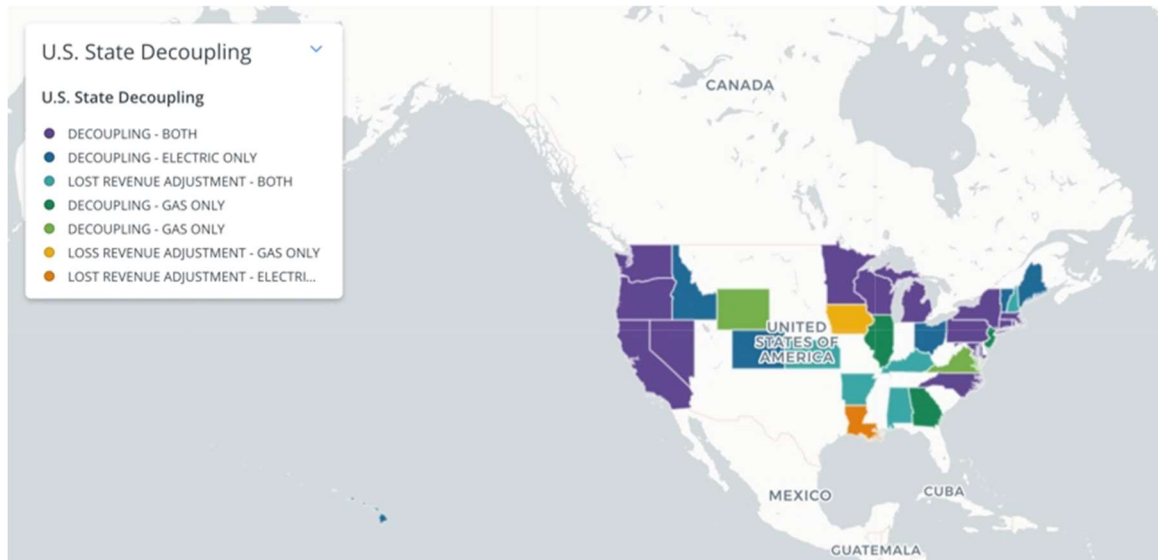 U.S. State Decoupling
U.S. State Decoupling
DECOUPLING - BOTH
DECOUPLING - ELECTRIC ONLY
LOST REVENUE ADJUSTMENT - BOTH
DECOUPLING - GAS ONLY
DECOUPLING - GAS ONLY
LOSS REVENUE ADJUSTMENT - GAS ONLY
LOST REVENUE ADJUSTMENT - ELECTRI...
CANADA
UNITED
STATES OF
AMERICA
MEXICO
CUBA
GUATEMALA